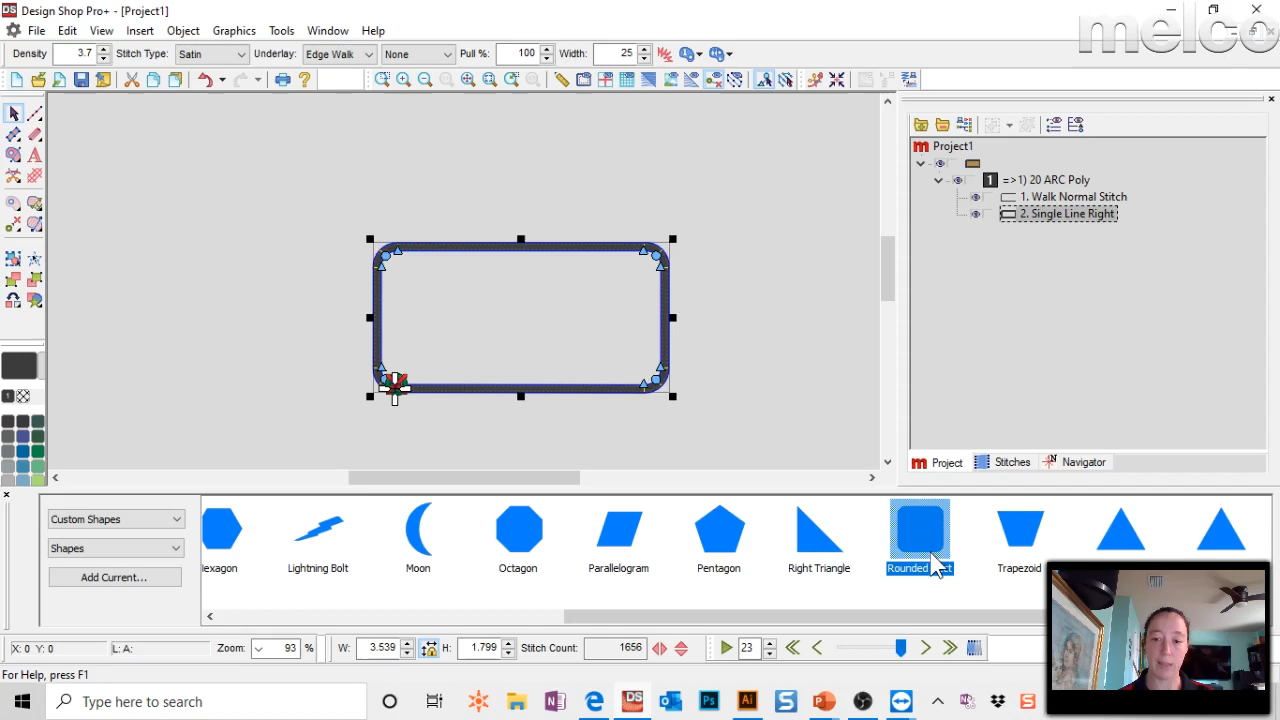 DS Design Shop Pro+ - [Project1]
melco
File Edit View Insert Object Graphics Tools Window Help
Density 3.7 Stitch Type: Satin Underlay: Edge Walk None Pull %: 100 Width: 25
Project1
1 =>1) 20 ARC Poly
1. Walk Normal Stitch
2. Single Line Right
Project Stitches Navigator
Custom Shapes
Shapes
Add Current...
Lightning Bolt Moon Octagon Parallelogram Pentagon Right Triangle Trapezoid
X: 0 Y: 0 L: A: Zoom: 93 % W: 3.539 H: 1.799 Stitch Count: 1656 23
For Help, press F1
Type here to search